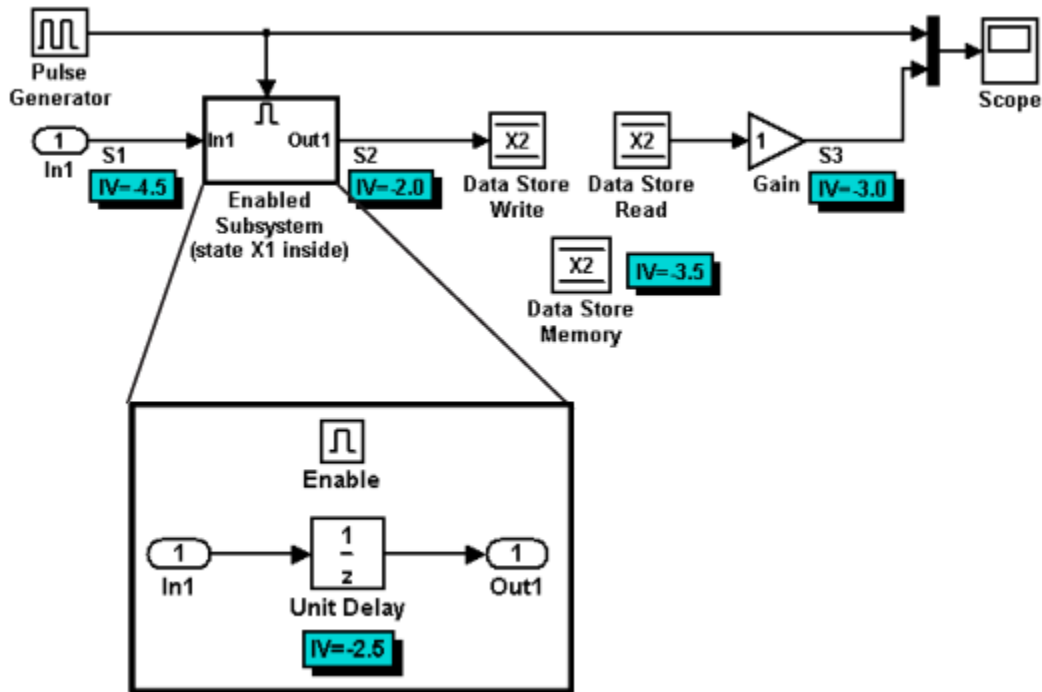 Pulse
Generator
1
In1
S1
IV=-4.5
In1
Out1
Enabled
Subsystem
(state X1 inside)
S2
IV=-2.0
X2
Data Store
Write
X2
Data Store
Read
1
Gain
S3
IV=-3.0
Scope
X2
Data Store
Memory
IV=-3.5
Enable
1
In1
1
z
Unit Delay
IV=-2.5
1
Out1